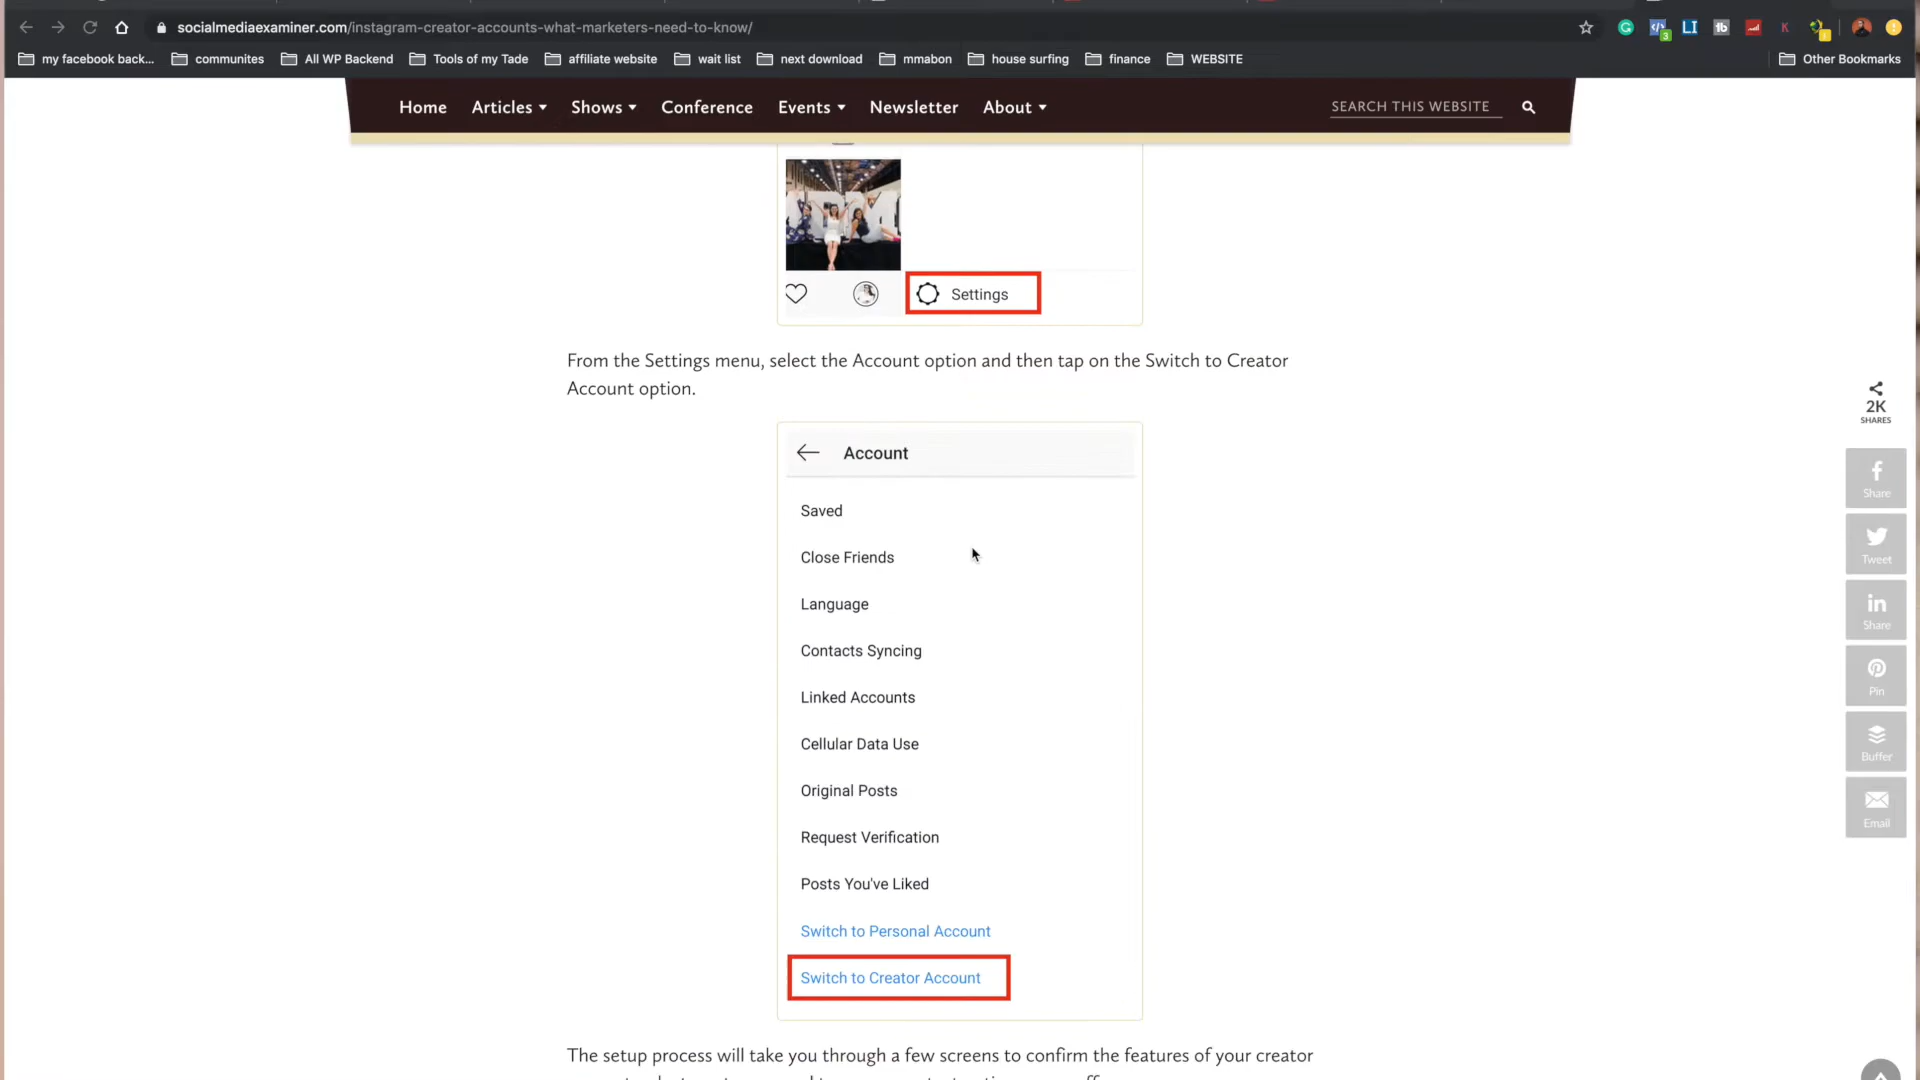 socialmediaexaminer.com/instagram-creator-accounts-what-marketers-need-to-know/
3
LI
tb
K
my facebook back... communites All WP Backend Tools of my Tade affiliate website wait list next download mmabon house surfing finance WEBSITE Other Bookmarks
Home Articles Shows Conference Events Newsletter About SEARCH THIS WEBSITE
Settings
From the Settings menu, select the Account option and then tap on the Switch to Creator
Account option.
Account
Saved
Close Friends
Language
Contacts Syncing
Linked Accounts
Cellular Data Use
Original Posts
Request Verification
Posts You've Liked
Switch to Personal Account
Switch to Creator Account
The setup process will take you through a few screens to confirm the features of your creator
2K
SHARES
Share
Tweet
Share
Pin
Buffer
Email